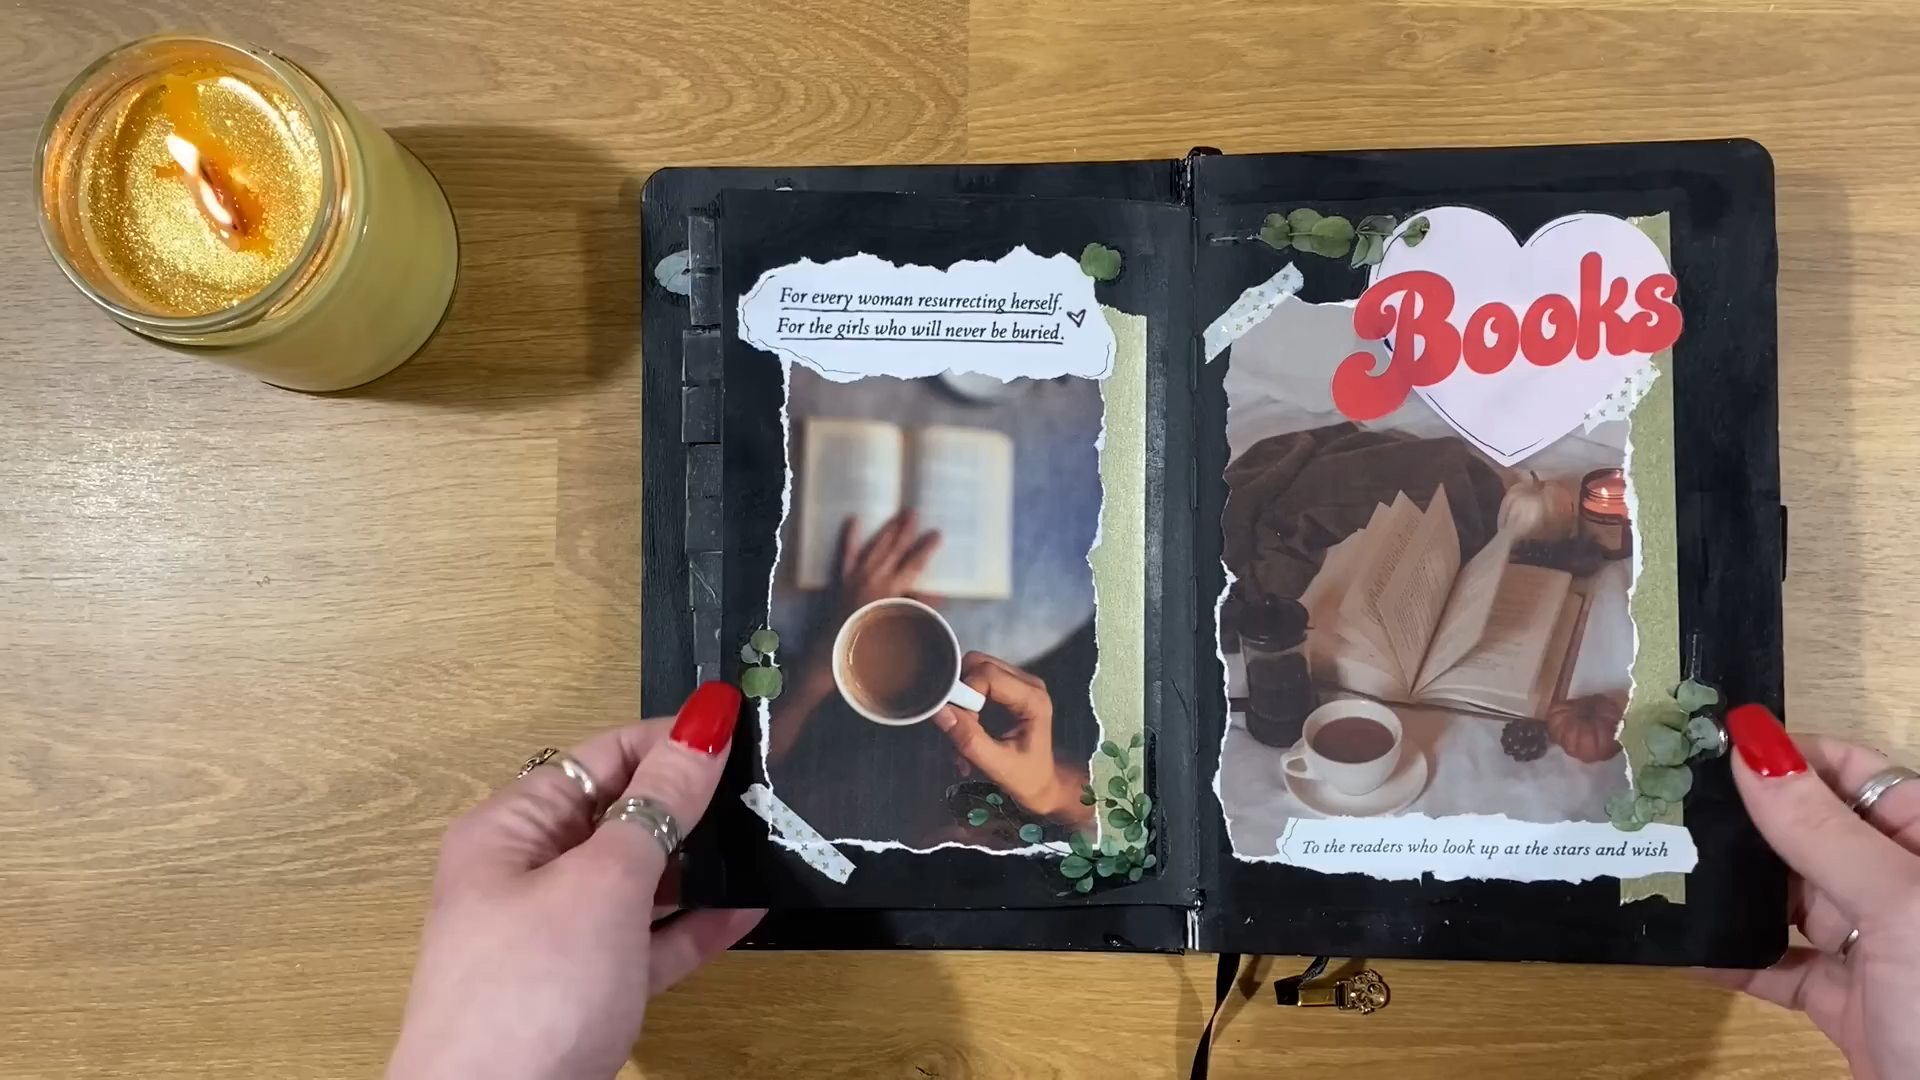 For every woman resurrecting herself.
For the girls who will never be buried.
Books
To the readers who look up at the stars and wish